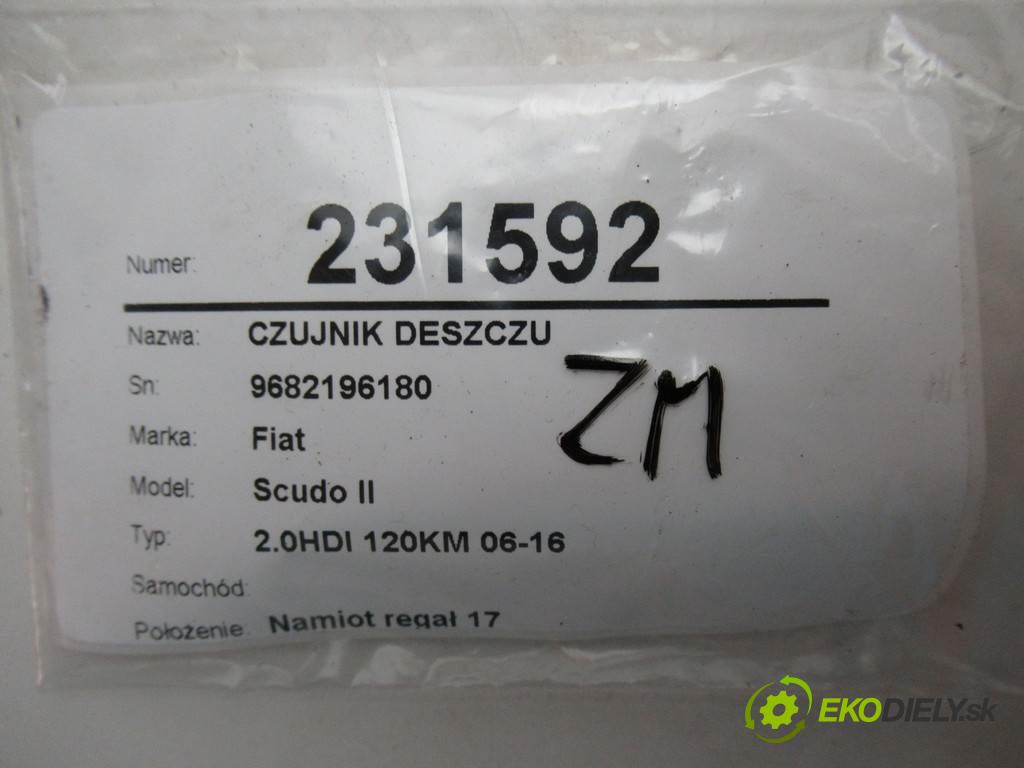 Numer: 231592
Nazwa: CZUJNIK DESZCZU
Sn: 9682196180
Marka: Fiat
Model: Scudo II
Typ: 2.0HDI 120KM 06-16
Samochód:
Położenie: Namiot regał 17
ZM
EKODIELY.sk